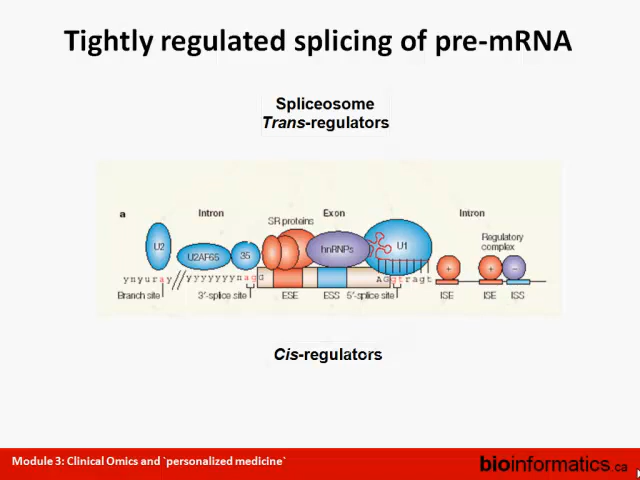 Tightly regulated splicing of pre-mRNA
Spliceosome
Trans-regulators
a
Intron
Exon
Intron
SR proteins
Regulatory
complex
U2
U2AF65
35
hnRNPs
U1
+
+
–
ynyuray//yyyyyyynag
G
AGgtragt
Branch site
3'-splice site
ESE
ESS
5'-splice site
ISE
ISE
ISS
Cis-regulators
Module 3: Clinical Omics and `personalized medicine`
bioinformatics.ca